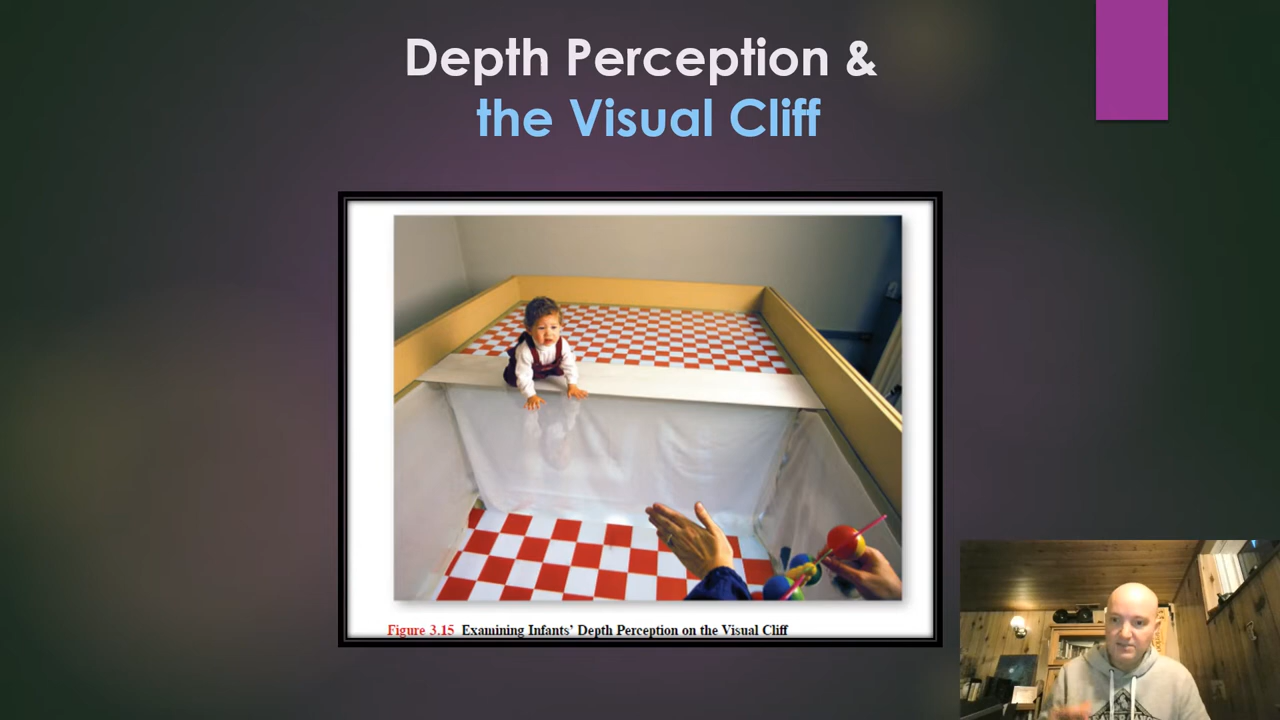 Depth Perception &
the Visual Cliff
Figure 3.15 Examining Infants' Depth Perception on the Visual Cliff